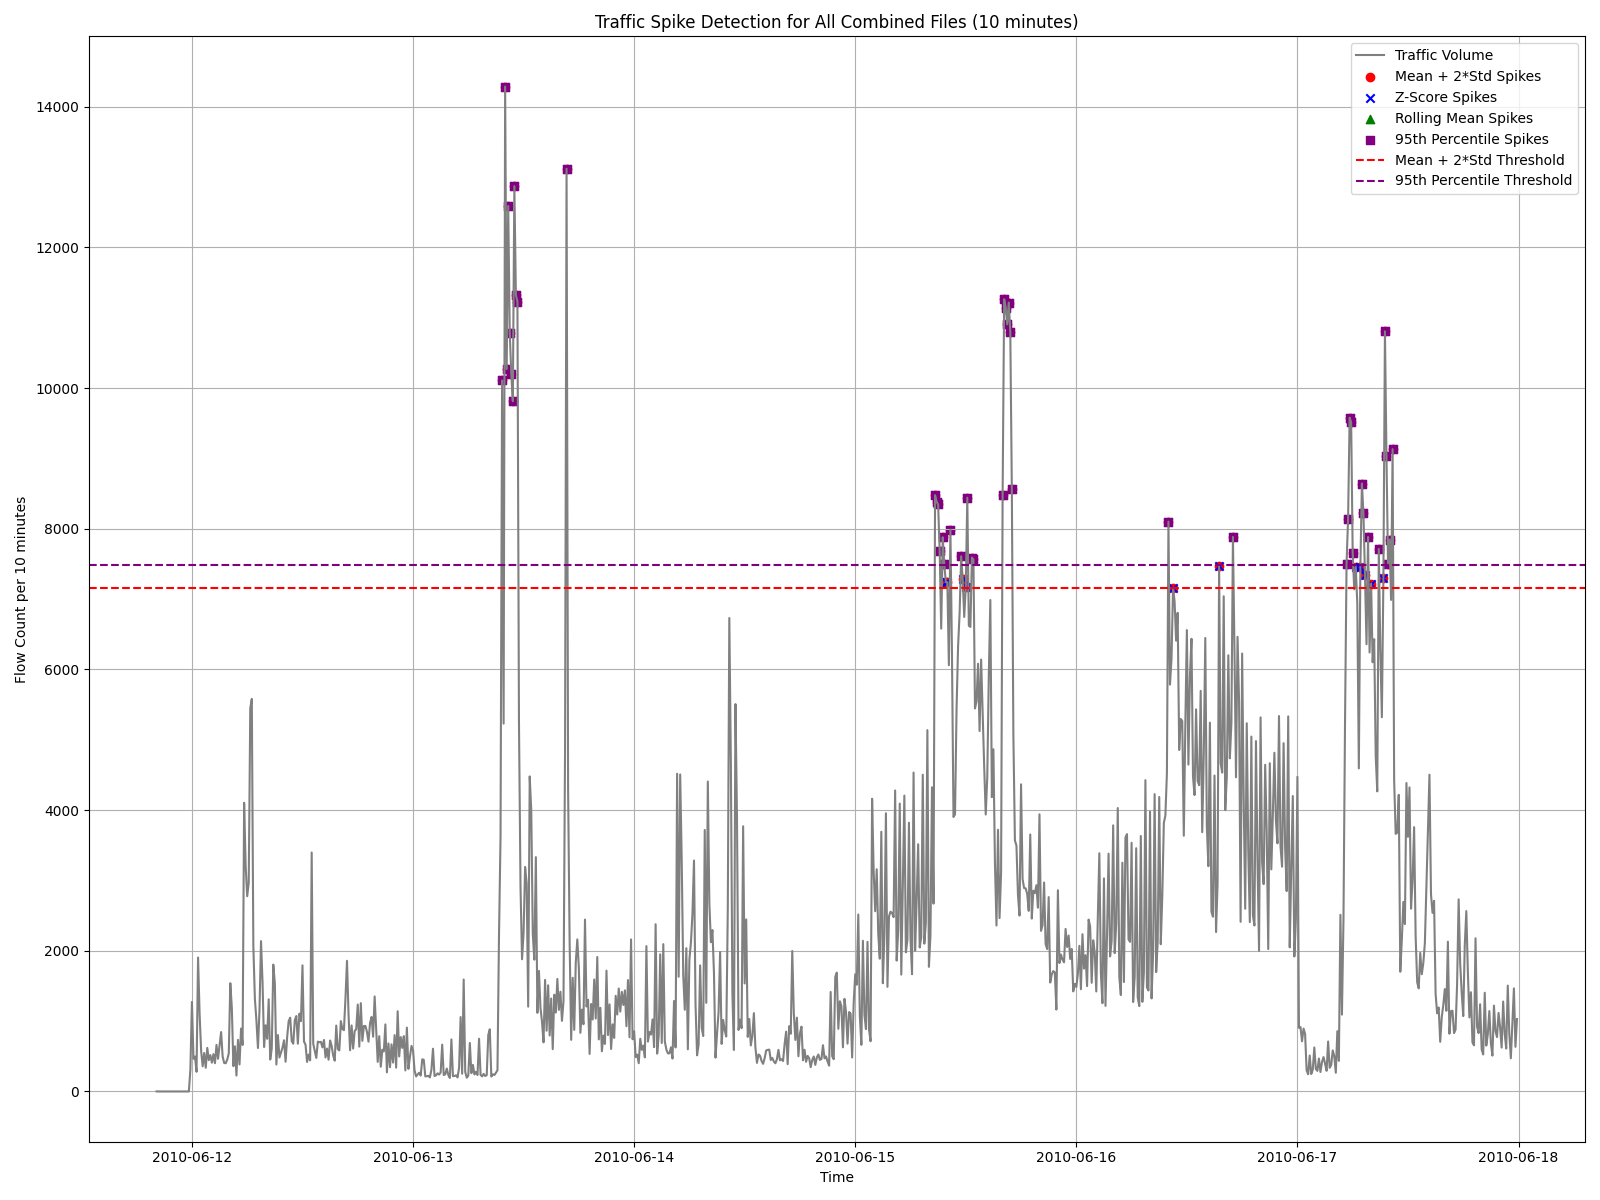 Traffic Spike Detection for All Combined Files (10 minutes)
Traffic Volume
Mean + 2*Std Spikes
Z-Score Spikes
Rolling Mean Spikes
95th Percentile Spikes
Mean + 2*Std Threshold
95th Percentile Threshold
Flow Count per 10 minutes
14000
12000
10000
8000
6000
4000
2000
0
2010-06-12
2010-06-13
2010-06-14
2010-06-15
2010-06-16
2010-06-17
2010-06-18
Time